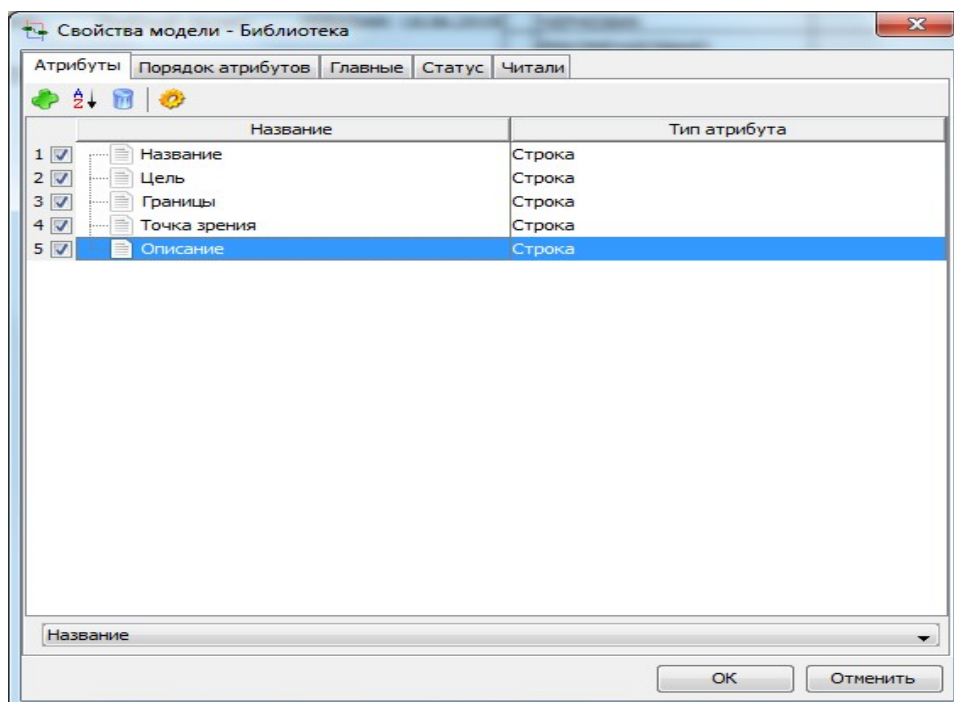 Свойства модели - Библиотека
Атрибуты Порядок атрибутов Главные Статус Читали
Название Тип атрибута
1 Название Строка
2 Цель Строка
3 Границы Строка
4 Точка зрения Строка
5 Описание Строка
Название
OK Отменить